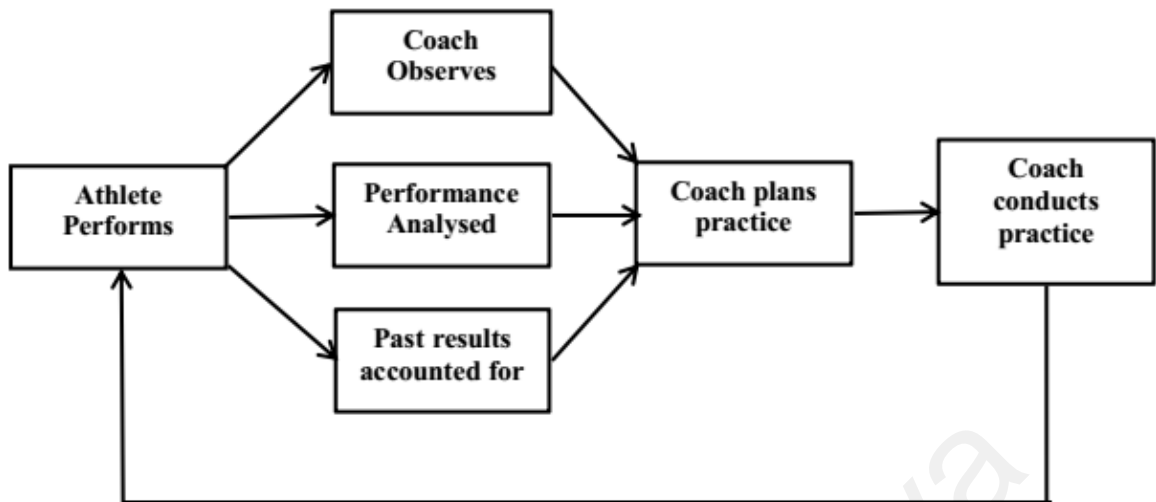 Coach
Observes
Athlete
Performs
Performance
Analysed
Past results
accounted for
Coach plans
practice
Coach
conducts
practice